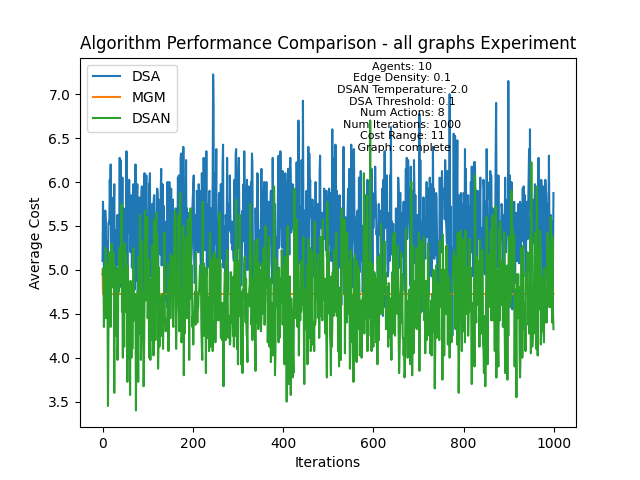 Algorithm Performance Comparison - all graphs Experiment
DSA
MGM
DSAN
Agents: 10
Edge Density: 0.1
DSAN Temperature: 2.0
DSA Threshold: 0.1
Num Actions: 8
Num Iterations: 1000
Cost Range: 11
Graph: complete
Average Cost
7.0
6.5
6.0
5.5
5.0
4.5
4.0
3.5
0
200
400
600
800
1000
Iterations